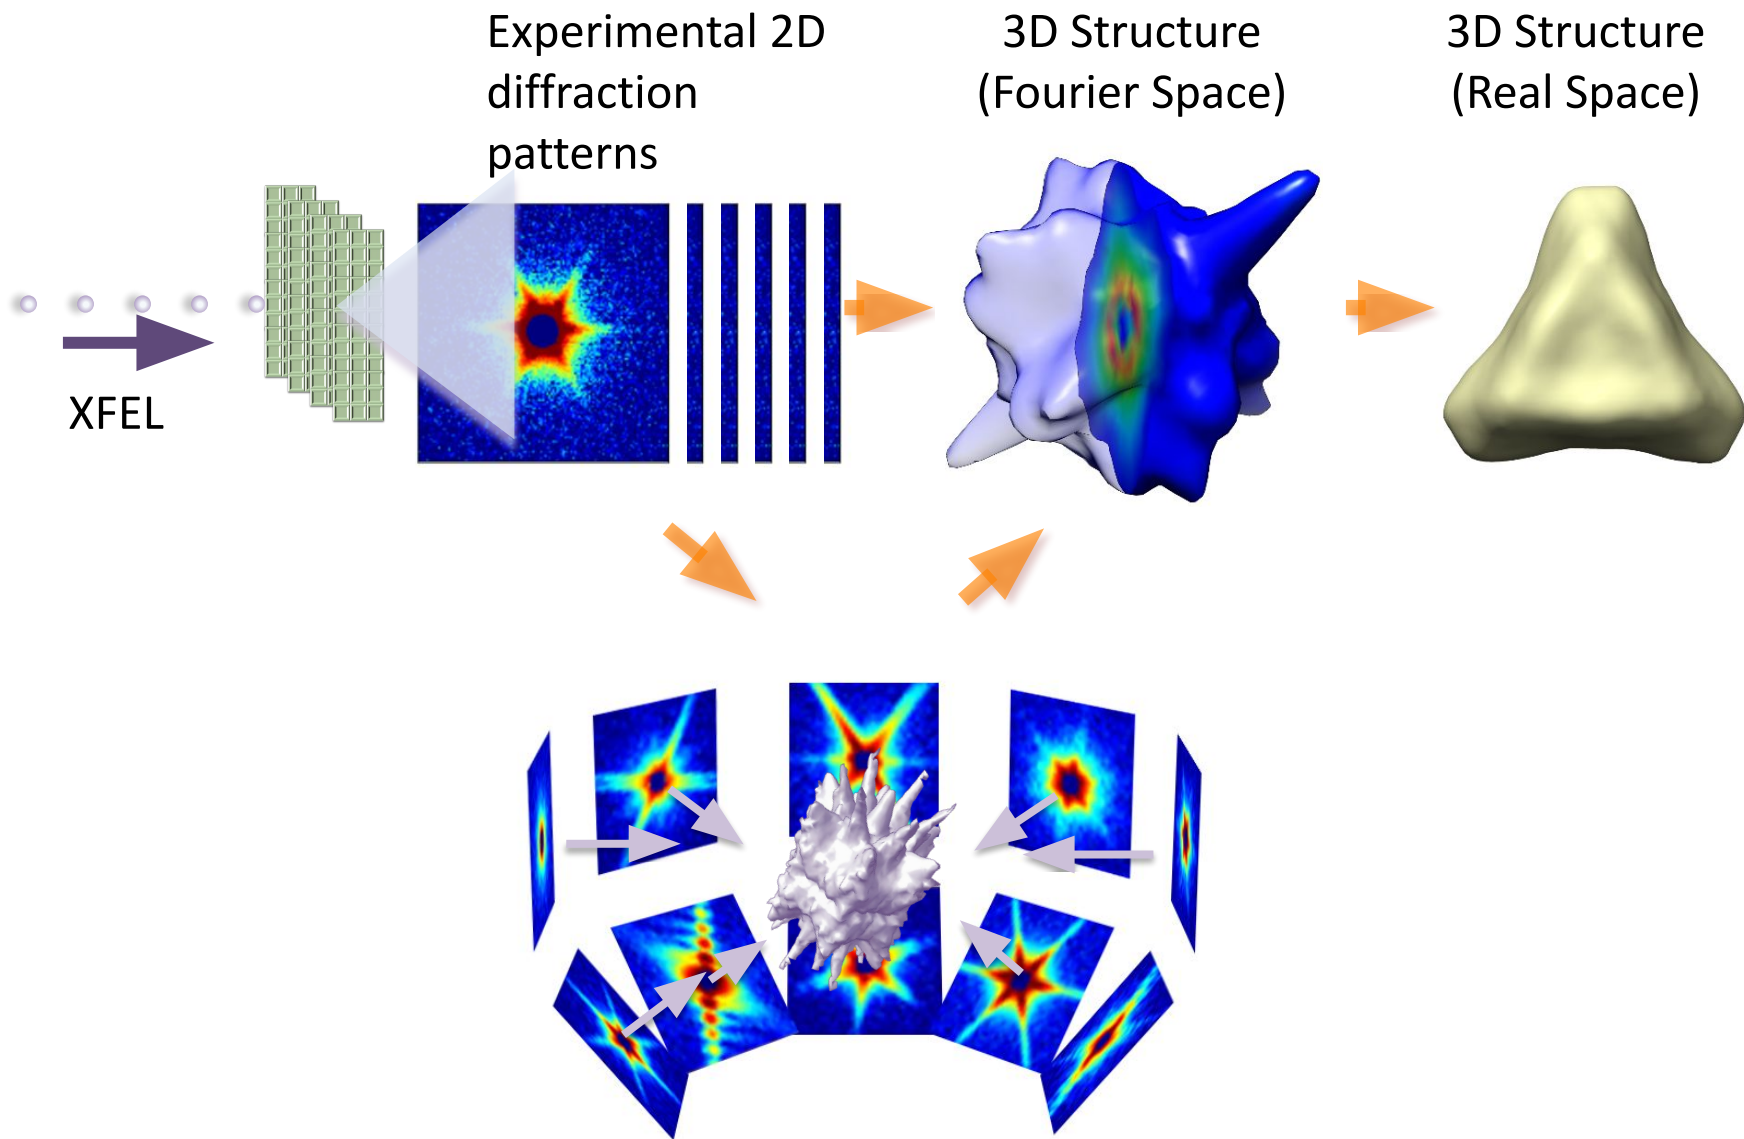 Experimental 2D
diffraction
patterns
3D Structure
(Fourier Space)
3D Structure
(Real Space)
XFEL